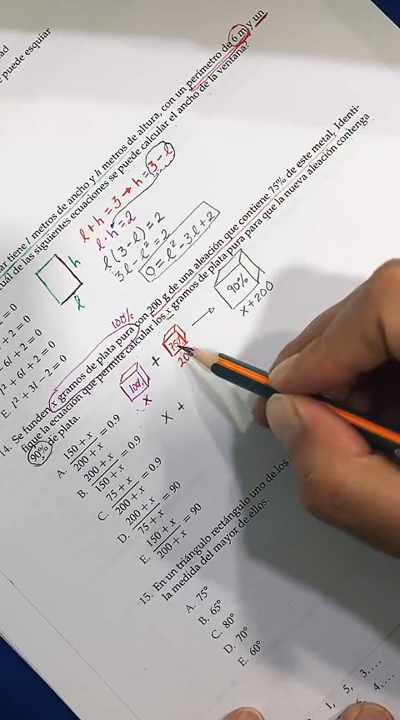 dad
e puede esquiar
tiene l metros de ancho y h metros de altura, con un perímetro de 6 m y un
de las siguientes ecuaciones se puede calcular el ancho de la ventana?
l + h = 3 → h = 3 - l
l · h = 2
l (3 - l) = 2
3l - l² = 2
0 = l² - 3l + 2
h
l
= 0
+ 2 = 0
- 6l + 2 = 0
l² + 6l + 2 = 0
E. l² + 3l - 2 = 0
100%
14. Se funden x gramos de plata pura con 200 g de una aleación que contiene 75% de este metal. Identi-
fique la ecuación que permite calcular los x gramos de plata pura para que la nueva aleación contenga
90% de plata.
100%
x
+
75%
20
→
90%
x + 200
x +
A. 150 + x / 200 + x = 0.9
B. 200 + x / 150 + x = 0.9
C. 75 + x / 200 + x = 0.9
D. 200 + x / 75 + x = 90
E. 150 + x / 200 + x = 90
15. En un triángulo rectángulo uno de los
la medida del mayor de ellos.
A. 75°
B. 65°
C. 80°
D. 70°
E. 60°
1, 5, 3, ...
4, ...